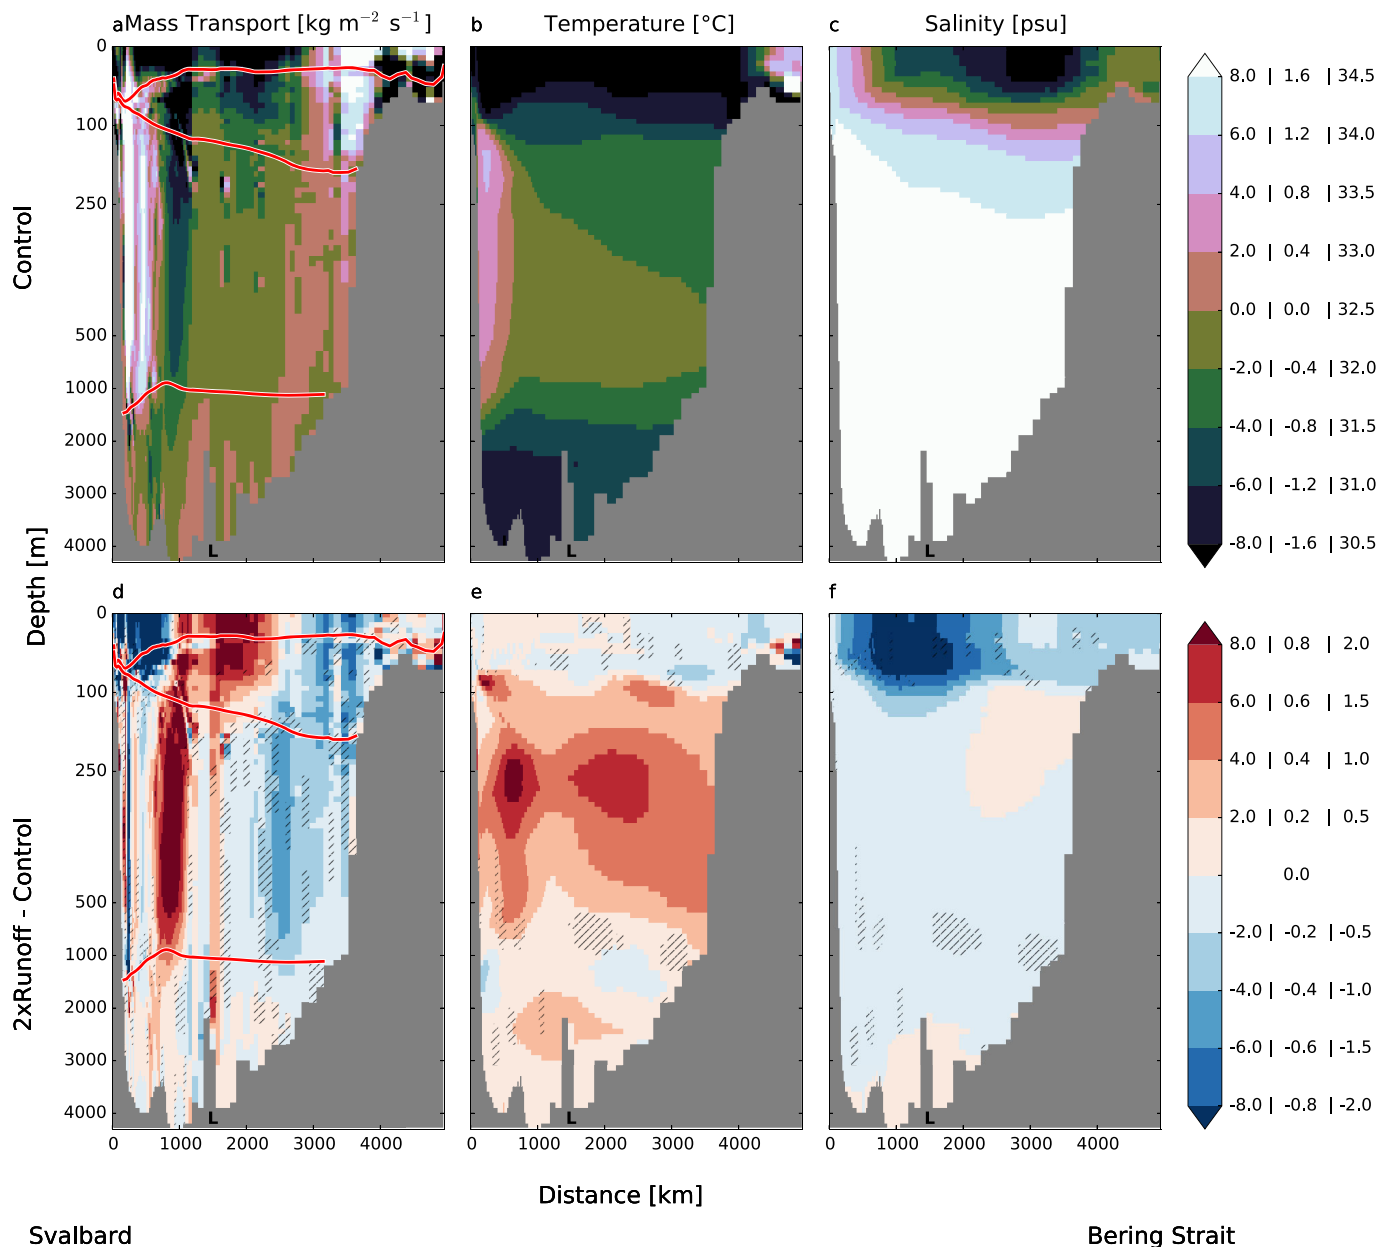 a Mass Transport [kg m⁻² s⁻¹]
b Temperature [°C]
c Salinity [psu]
0
100
250
500
1000
2000
3000
4000
L
L
L
8.0 | 1.6 | 34.5
6.0 | 1.2 | 34.0
4.0 | 0.8 | 33.5
2.0 | 0.4 | 33.0
0.0 | 0.0 | 32.5
-2.0 | -0.4 | 32.0
-4.0 | -0.8 | 31.5
-6.0 | -1.2 | 31.0
-8.0 | -1.6 | 30.5
Control
Depth [m]
2xRunoff - Control
d
e
f
0
100
250
500
1000
2000
3000
4000
L
L
L
0 1000 2000 3000 4000
0 1000 2000 3000 4000
0 1000 2000 3000 4000
8.0 | 0.8 | 2.0
6.0 | 0.6 | 1.5
4.0 | 0.4 | 1.0
2.0 | 0.2 | 0.5
0.0
-2.0 | -0.2 | -0.5
-4.0 | -0.4 | -1.0
-6.0 | -0.6 | -1.5
-8.0 | -0.8 | -2.0
Distance [km]
Svalbard
Bering Strait